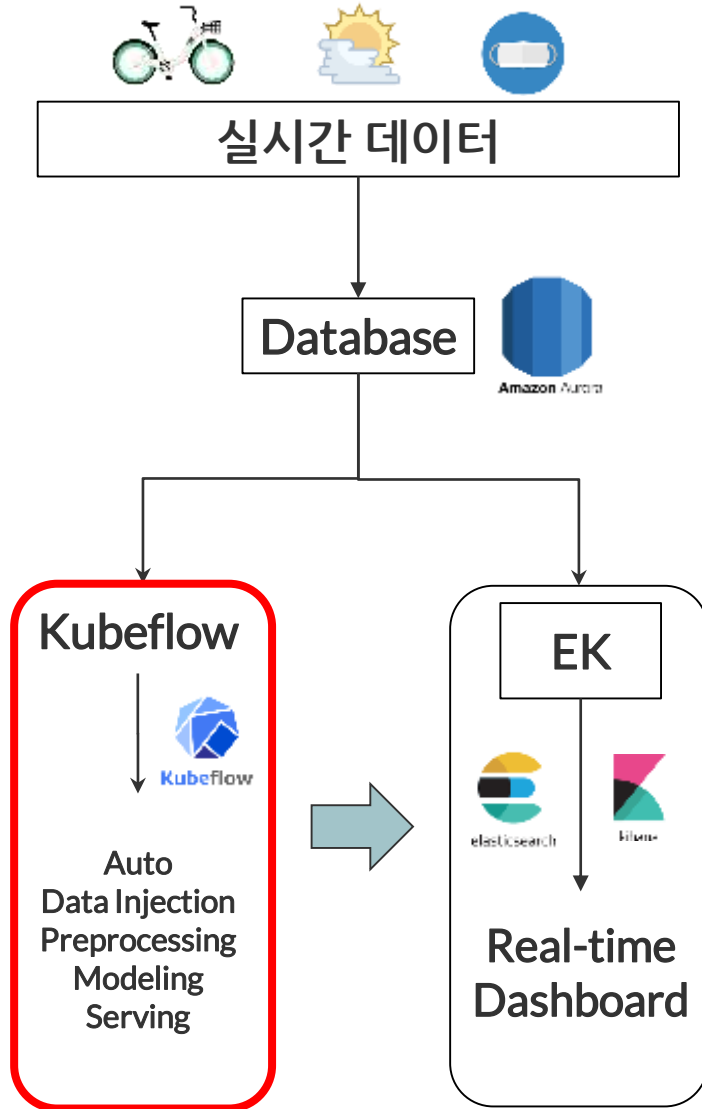 실시간 데이터
Database
Amazon Aurora
Kubeflow
EK
Kubeflow
elasticsearch
kibana
Auto
Data Injection
Preprocessing
Modeling
Serving
Real-time
Dashboard